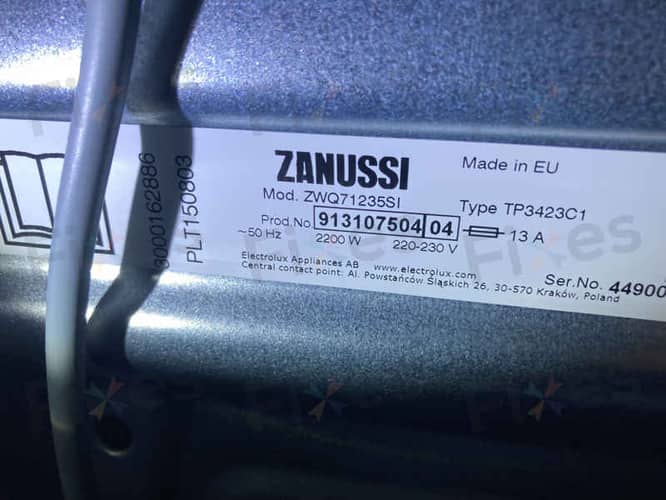 ZANUSSI
Made in EU
Mod. ZWQ71235SI
Type TP3423C1
Prod.No. 913107504 04
13 A
~50 Hz 2200 W 220-230 V
Electrolux Appliances AB www.electrolux.com
Central contact point: Al. Powstańców Śląskich 26, 30-570 Kraków, Poland
Ser.No. 44900
3000162886
PLT150803
Fixes